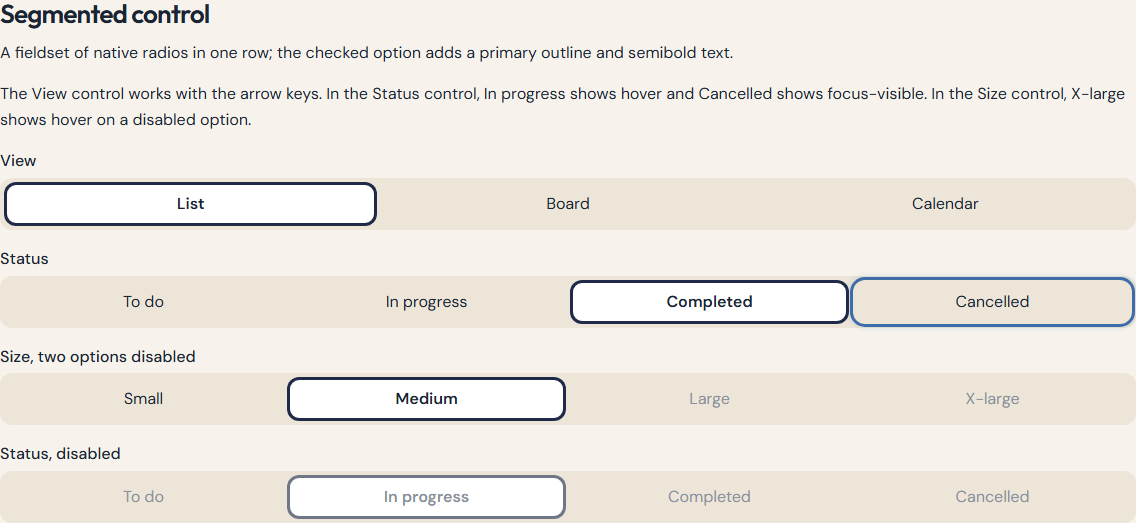 Segmented control
A fieldset of native radios in one row; the checked option adds a primary outline and semibold text.
The View control works with the arrow keys. In the Status control, In progress shows hover and Cancelled shows focus-visible. In the Size control, X-large
shows hover on a disabled option.
View
List Board Calendar
Status
To do In progress Completed Cancelled
Size, two options disabled
Small Medium Large X-large
Status, disabled
To do In progress Completed Cancelled